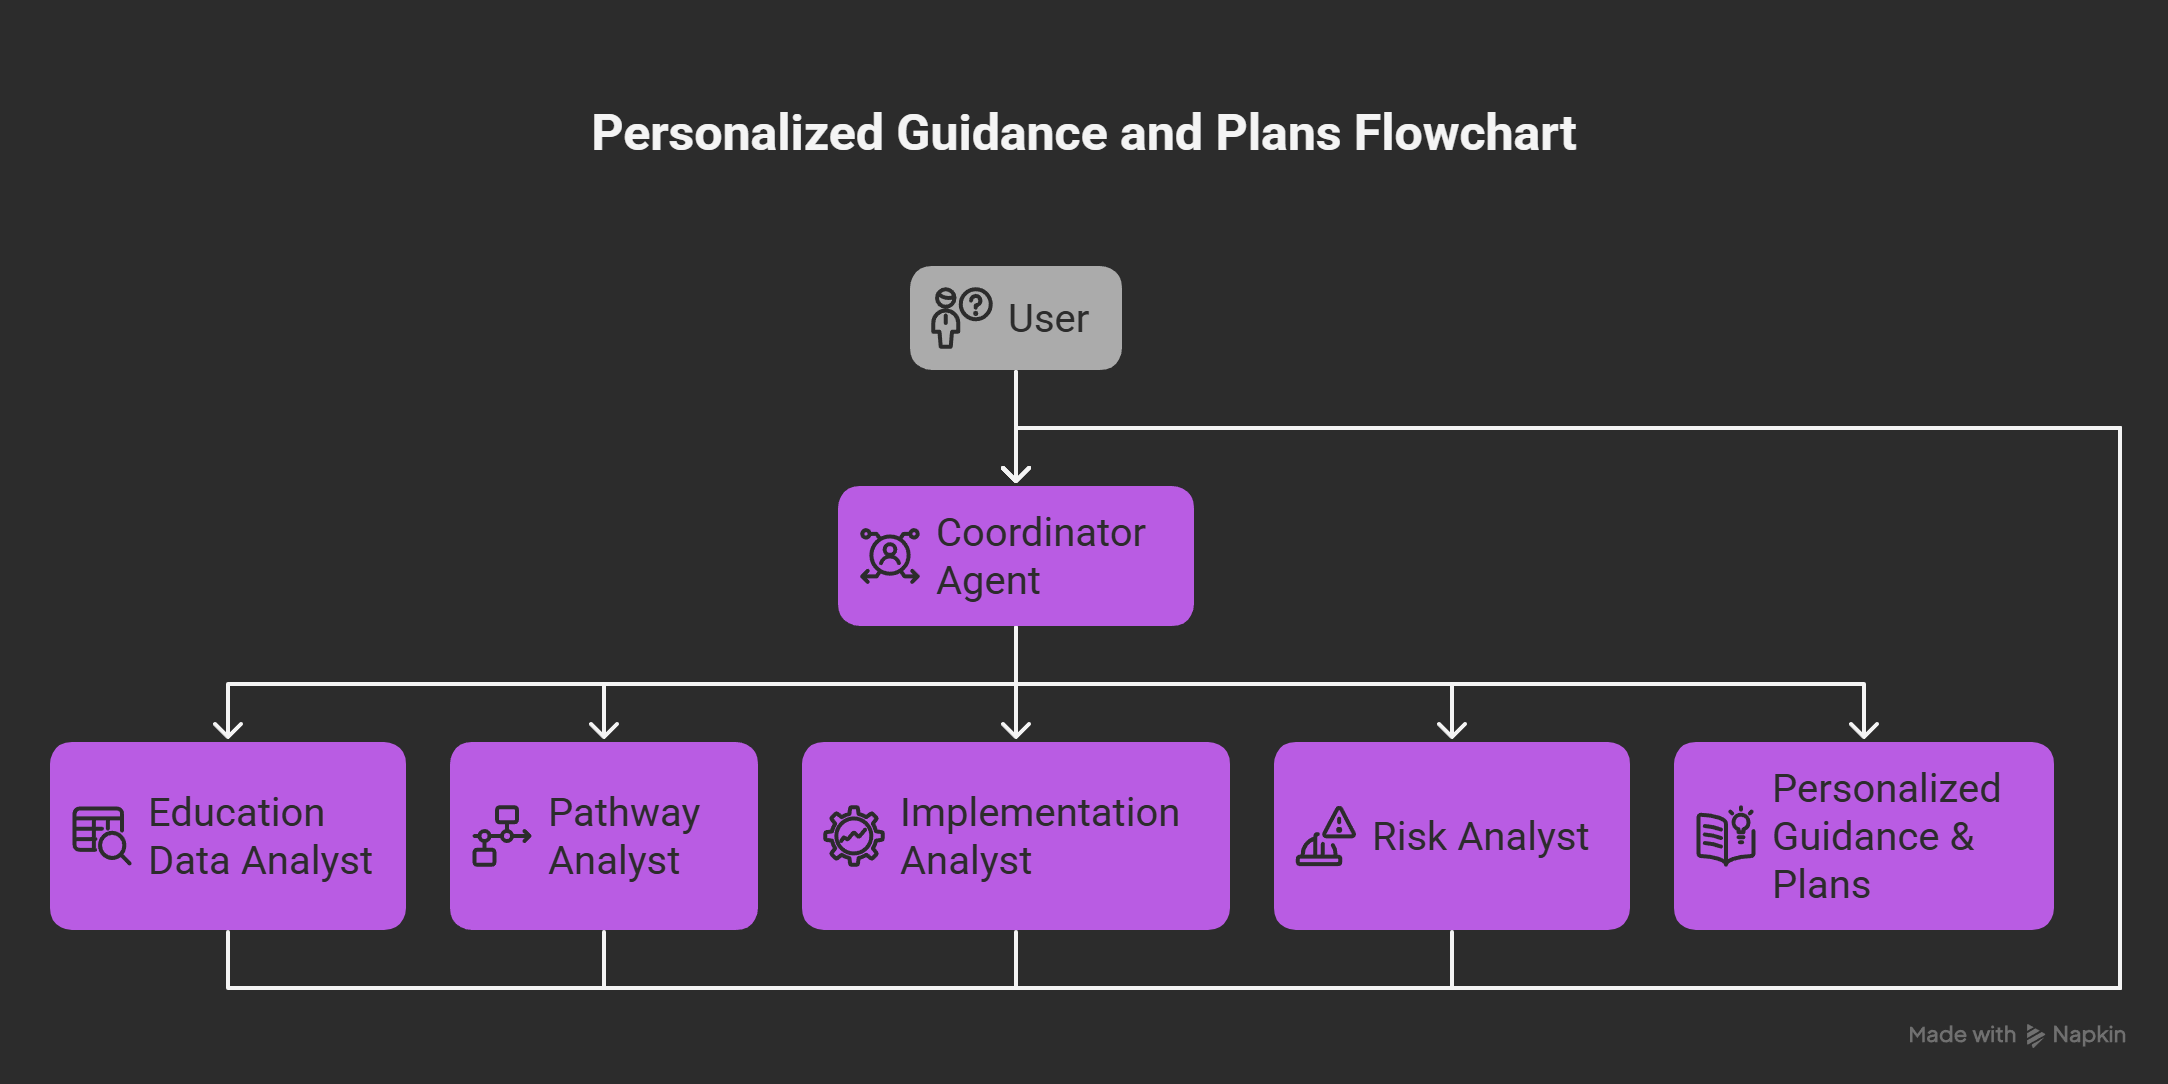 Personalized Guidance and Plans Flowchart
User
Coordinator
Agent
Education
Data Analyst
Pathway
Analyst
Implementation
Analyst
Risk Analyst
Personalized
Guidance &
Plans
Made with Napkin